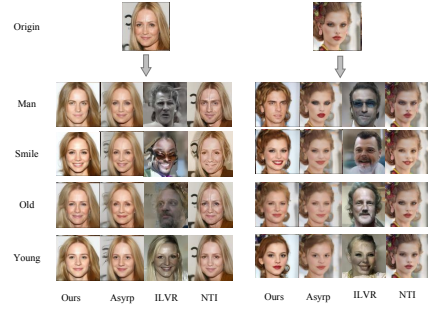 Origin
Man
Smile
Old
Young
Ours Asyrp ILVR NTI Ours Asyrp ILVR NTI